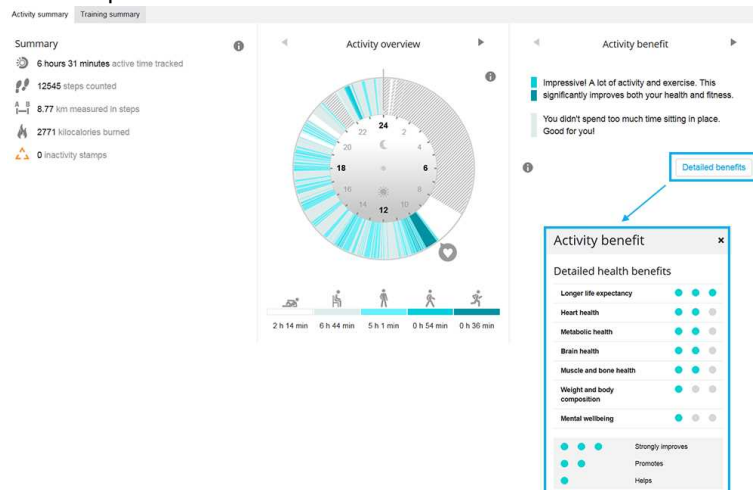 Activity summary
Training summary
Summary
6 hours 31 minutes active time tracked
12545 steps counted
A B
8.77 km measured in steps
2771 kilocalories burned
0 inactivity stamps
Activity overview
24
2
4
6
8
10
12
14
16
18
20
22
2 h 14 min
6 h 44 min
5 h 1 min
0 h 54 min
0 h 36 min
Activity benefit
Impressive! A lot of activity and exercise. This
significantly improves both your health and fitness.
You didn't spend too much time sitting in place.
Good for you!
Detailed benefits
Activity benefit
×
Detailed health benefits
Longer life expectancy
Heart health
Metabolic health
Brain health
Muscle and bone health
Weight and body
composition
Mental wellbeing
Strongly improves
Promotes
Helps